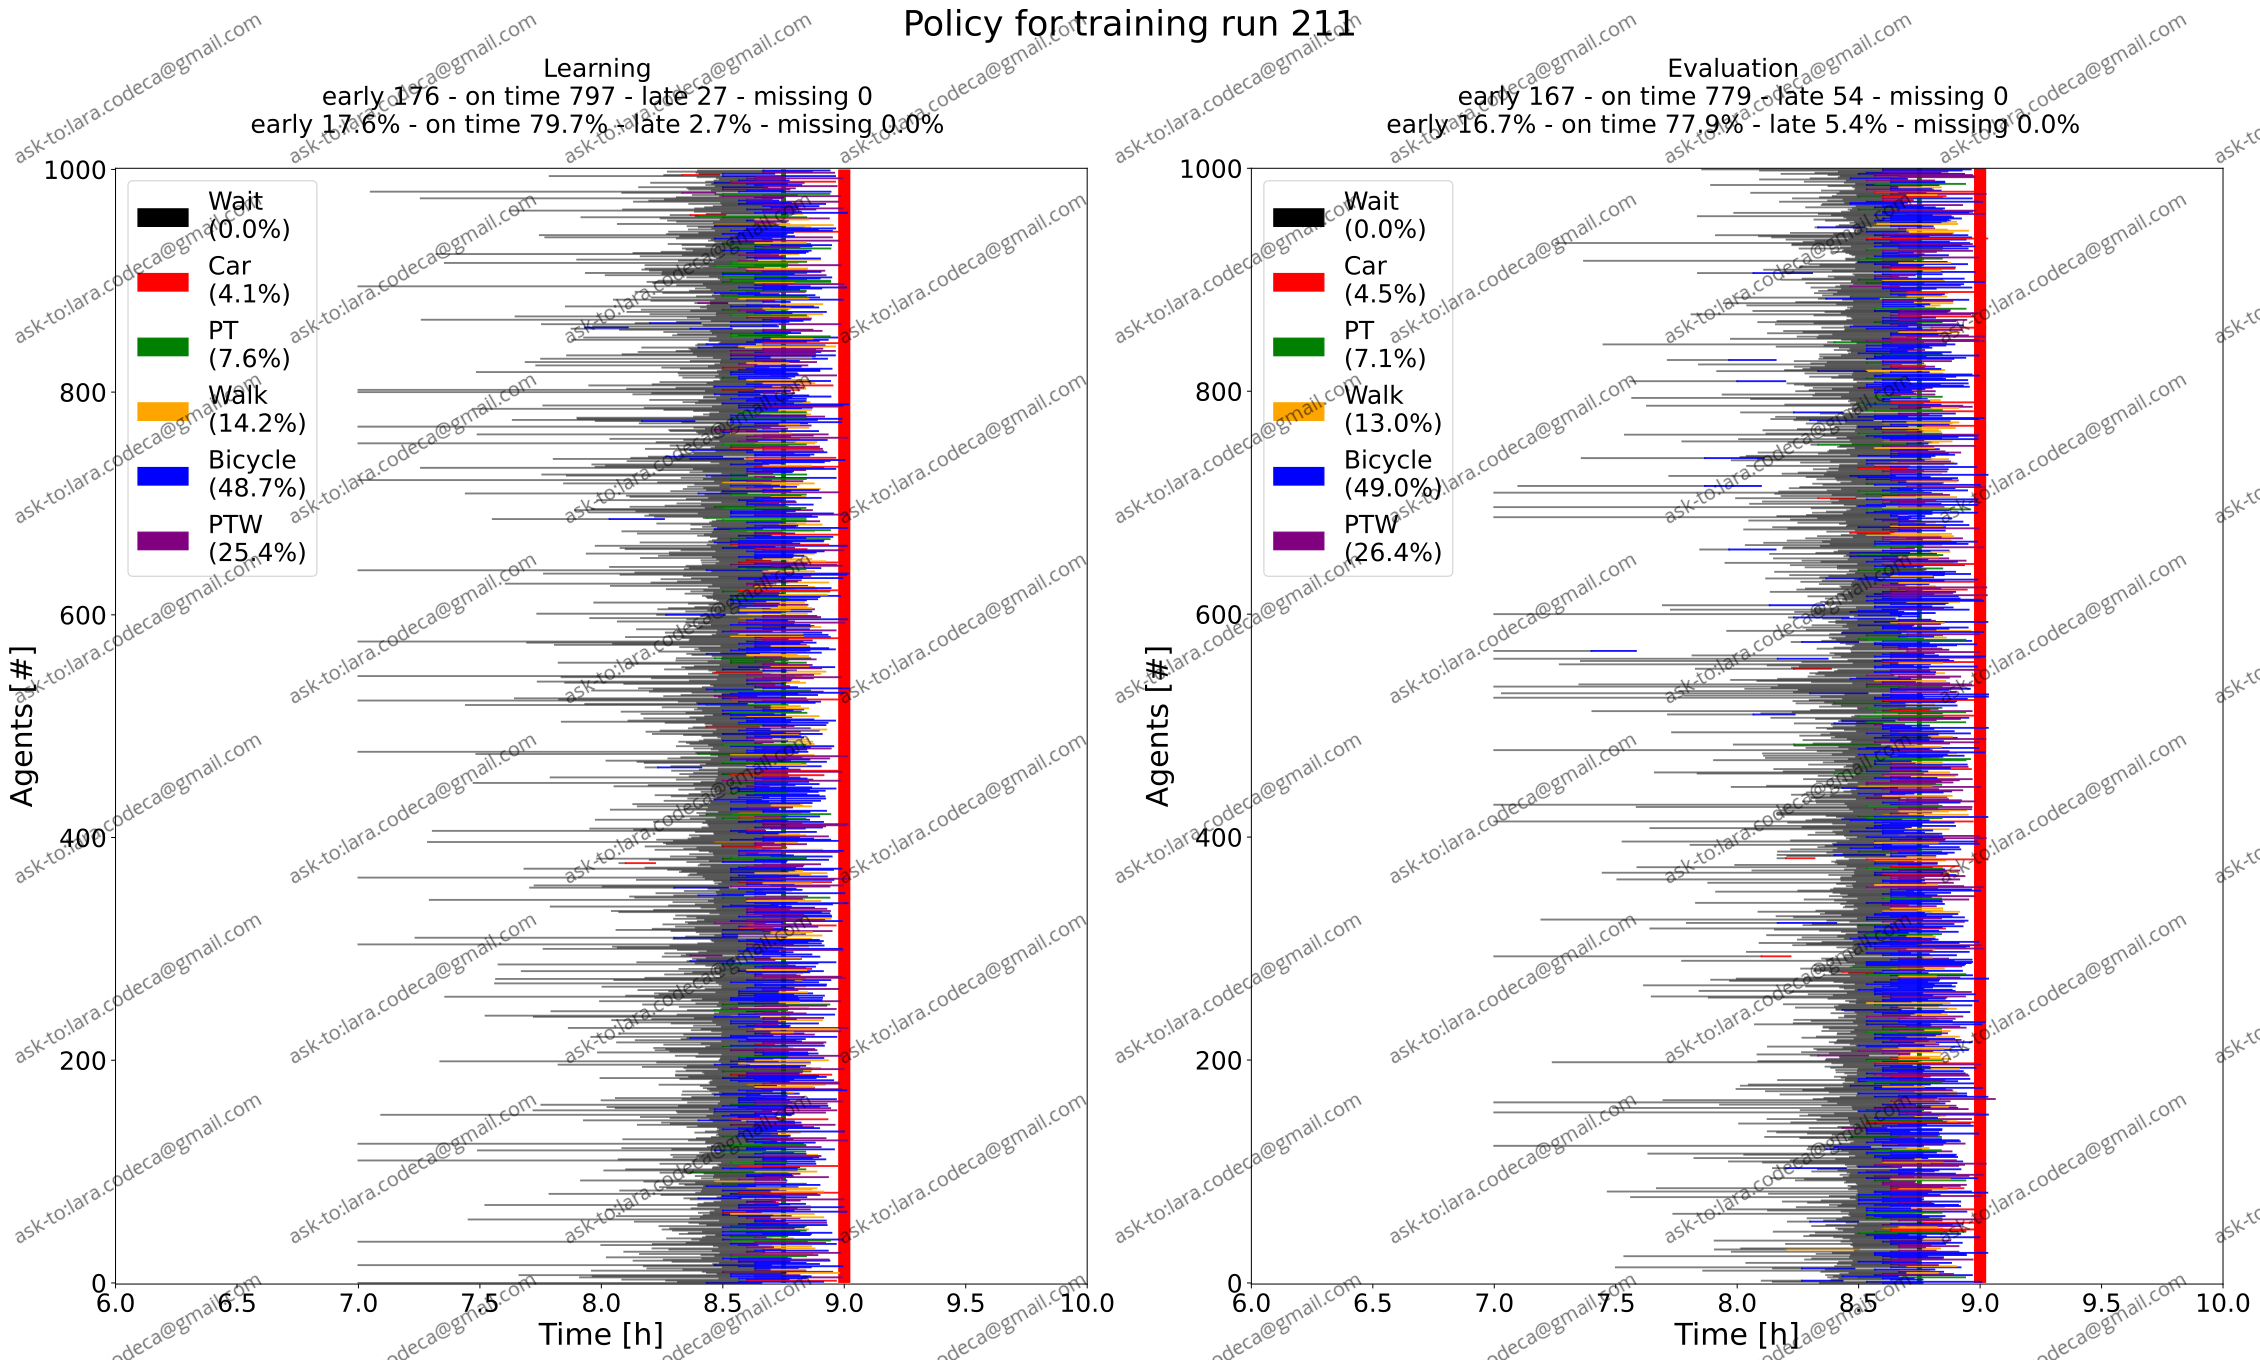 Policy for training run 211
Learning
early 176 - on time 797 - late 27 - missing 0
early 17.6% - on time 79.7% - late 2.7% - missing 0.0%
Wait
(0.0%)
Car
(4.1%)
PT
(7.6%)
Walk
(14.2%)
Bicycle
(48.7%)
PTW
(25.4%)
1000
800
600
400
200
0
Agents [#]
6.0 6.5 7.0 7.5 8.0 8.5 9.0 9.5 10.0
Time [h]
Evaluation
early 167 - on time 779 - late 54 - missing 0
early 16.7% - on time 77.9% - late 5.4% - missing 0.0%
Wait
(0.0%)
Car
(4.5%)
PT
(7.1%)
Walk
(13.0%)
Bicycle
(49.0%)
PTW
(26.4%)
1000
800
600
400
200
0
Agents [#]
6.0 6.5 7.0 7.5 8.0 8.5 9.0 9.5 10.0
Time [h]
ask-to:lara.codeca@gmail.com